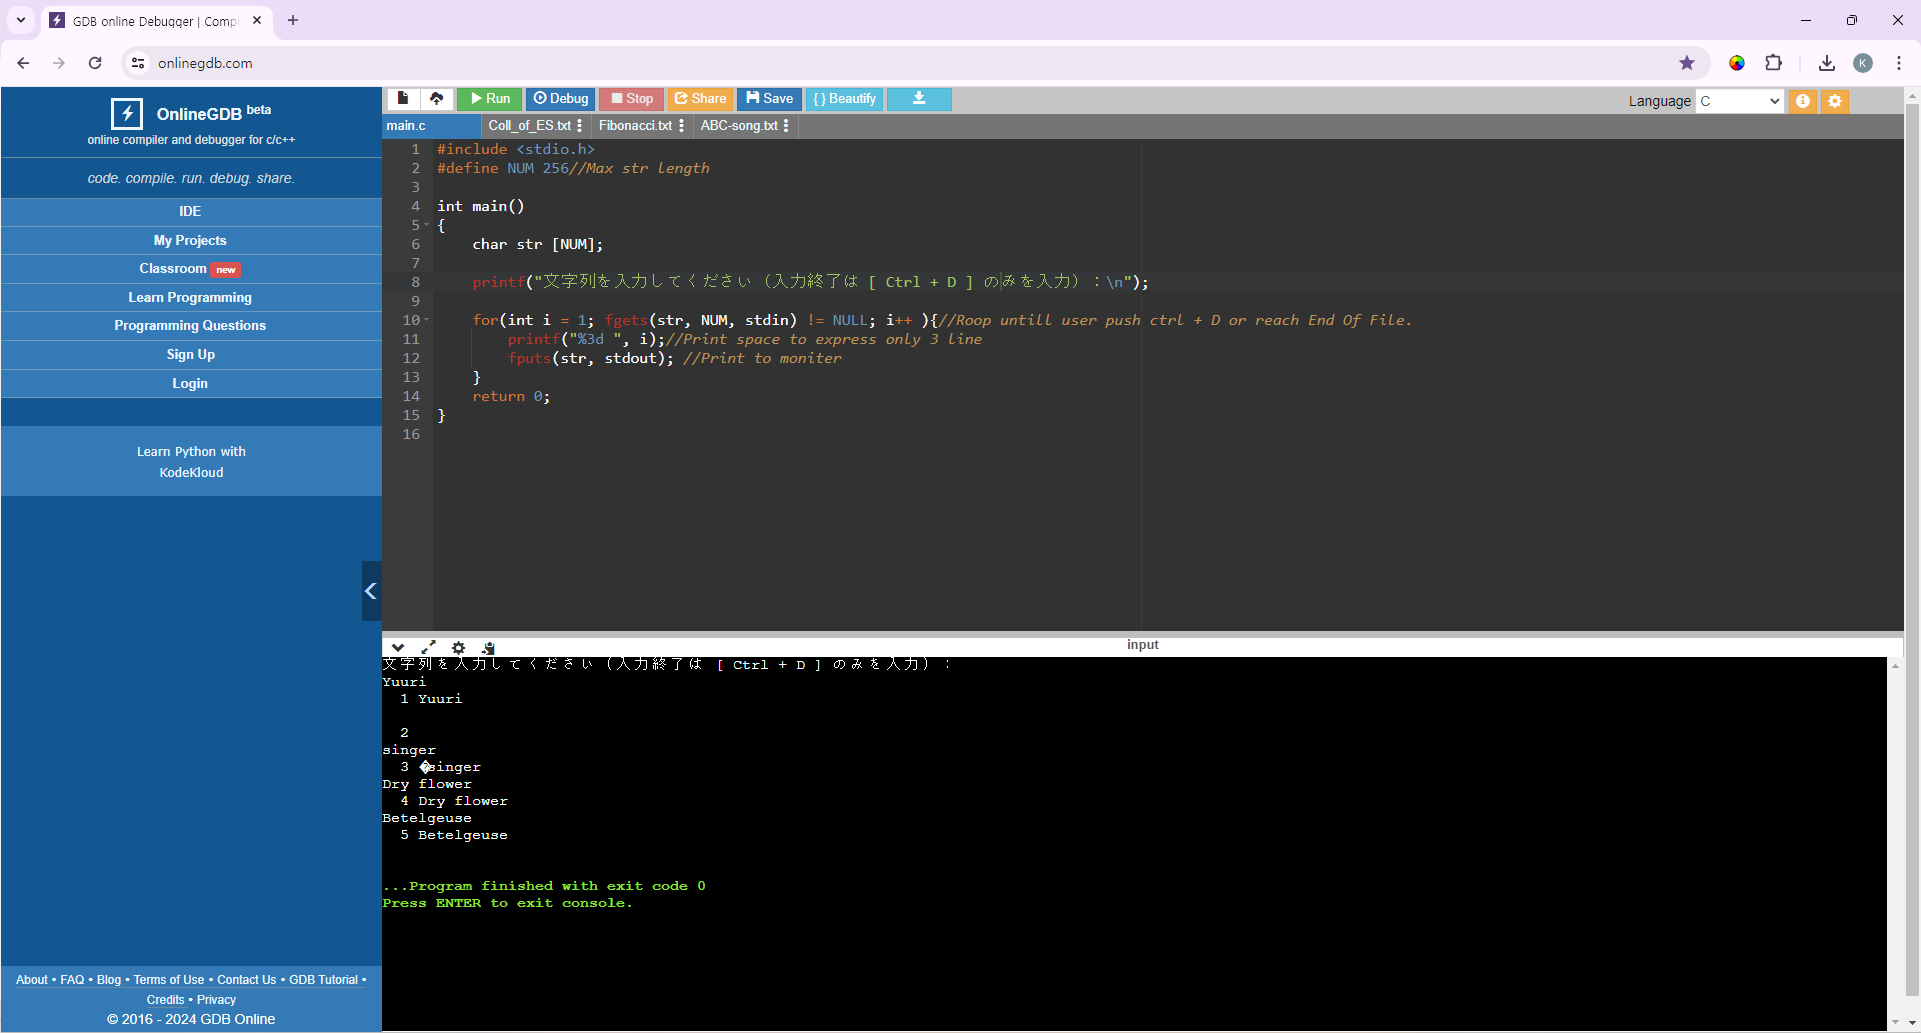 GDB online Debugger | Compi
onlinegdb.com
K
OnlineGDB beta
online compiler and debugger for c/c++
code. compile. run. debug. share.
IDE
My Projects
Classroom new
Learn Programming
Programming Questions
Sign Up
Login
Learn Python with
KodeKloud
About • FAQ • Blog • Terms of Use • Contact Us • GDB Tutorial •
Credits • Privacy
© 2016 - 2024 GDB Online
Run Debug Stop Share Save { } Beautify
Language C
main.c Coll_of_ES.txt Fibonacci.txt ABC-song.txt
1 #include <stdio.h>
2 #define NUM 256//Max str length
3
4 int main()
5 {
6 char str [NUM];
7
8 printf("文字列を入力してください（入力終了は [ Ctrl + D ] のみを入力）：\n");
9
10 for(int i = 1; fgets(str, NUM, stdin) != NULL; i++ ){//Roop untill user push ctrl + D or reach End Of File.
11 printf("%3d ", i);//Print space to express only 3 line
12 fputs(str, stdout); //Print to moniter
13 }
14 return 0;
15 }
16
input
文字列を入力してください（入力終了は [ Ctrl + D ] のみを入力）：
Yuuri
1 Yuuri
2
singer
3 �singer
Dry flower
4 Dry flower
Betelgeuse
5 Betelgeuse
...Program finished with exit code 0
Press ENTER to exit console.